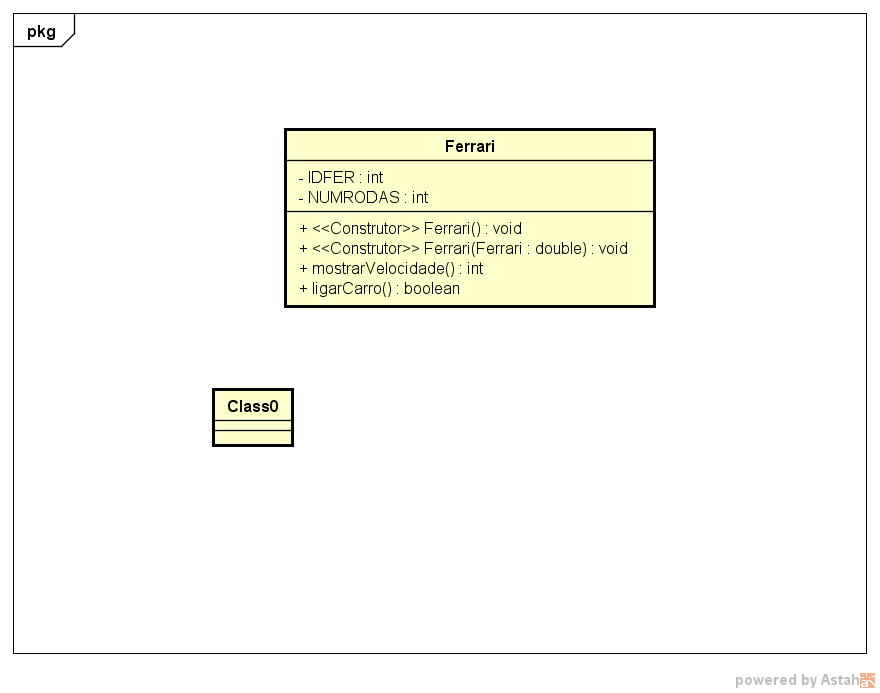 pkg
Ferrari
- IDFER : int
- NUMRODAS : int
+ <<Construtor>> Ferrari() : void
+ <<Construtor>> Ferrari(Ferrari : double) : void
+ mostrarVelocidade() : int
+ ligarCarro() : boolean
Class0
powered by Astah